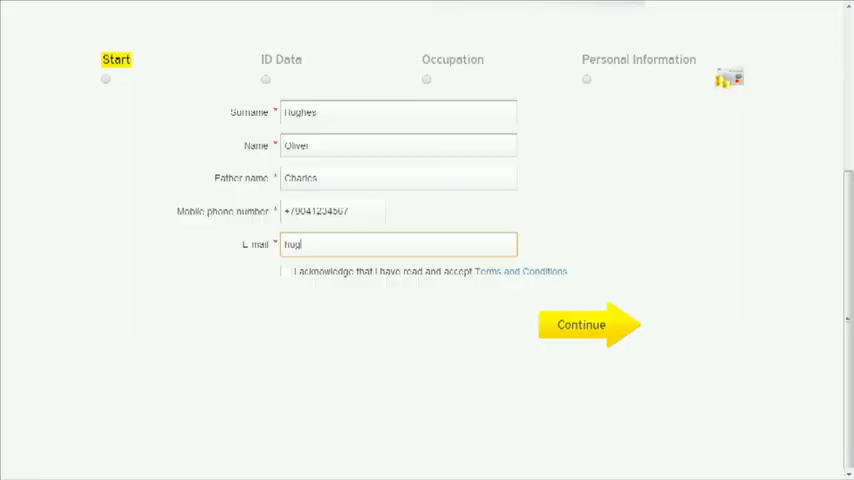 Start ID Data Occupation Personal Information
Surname * Hughes
Name * Oliver
Father name * Charles
Mobile phone number * +79041234567
E-mail * hug
I acknowledge that I have read and accept Terms and Conditions
Continue